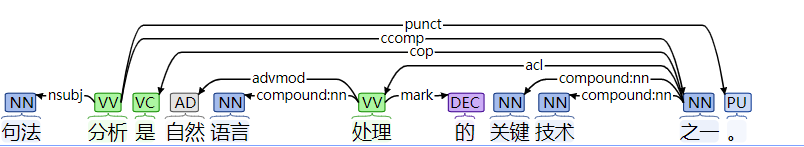 punct
ccomp
cop
acl
advmod compound:nn
nsubj compound:nn mark compound:nn
NN VV VC AD NN VV DEC NN NN NN PU
句法 分析 是 自然 语言 处理 的 关键 技术 之一 。